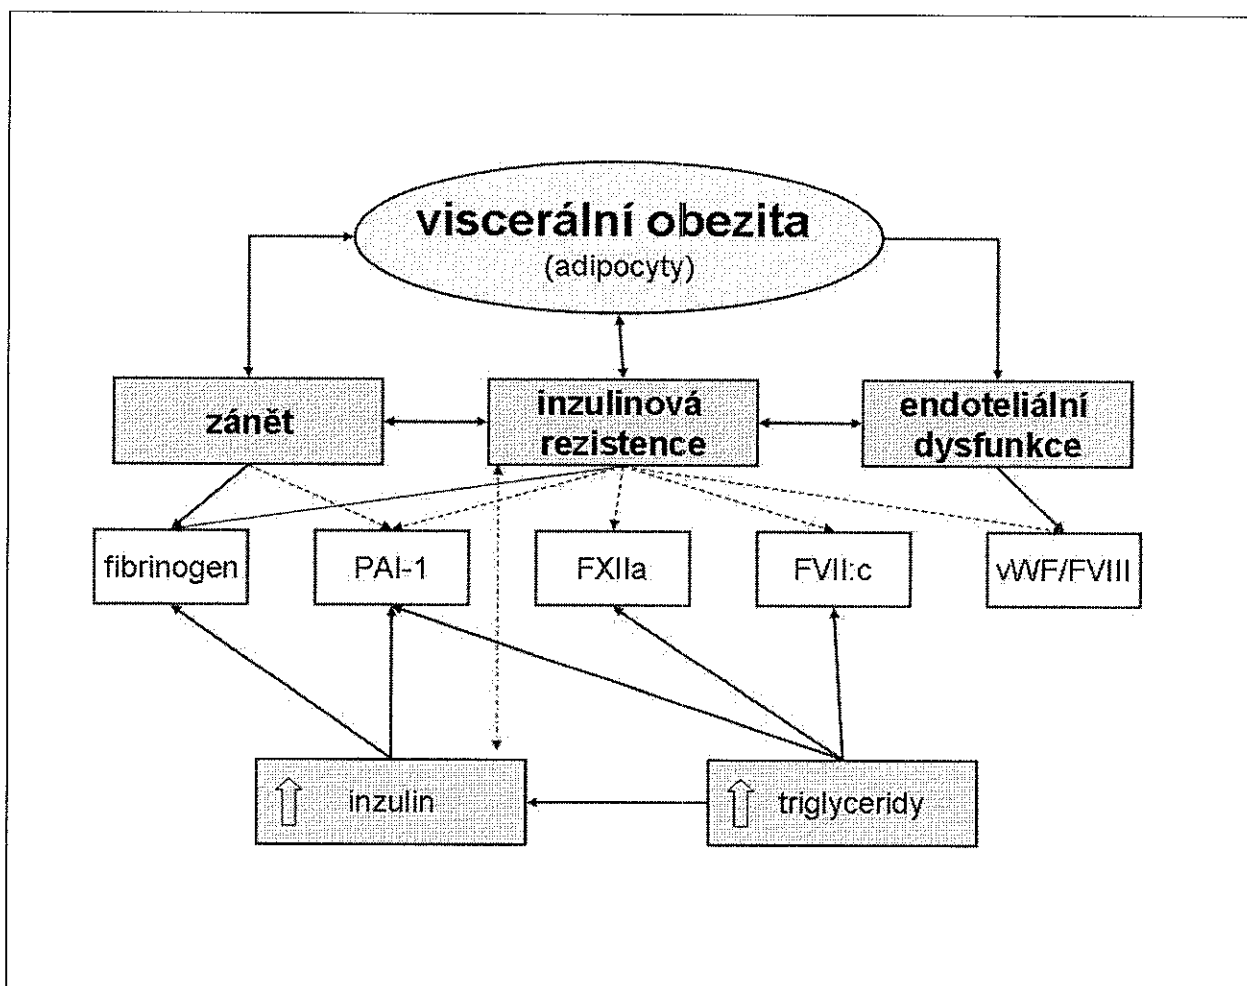 viscerální obezita
(adipocyty)
zánět
inzulinová
rezistence
endoteliální
dysfunkce
fibrinogen
PAI-1
FXIIa
FVII:c
vWF/FVIII
inzulin
triglyceridy